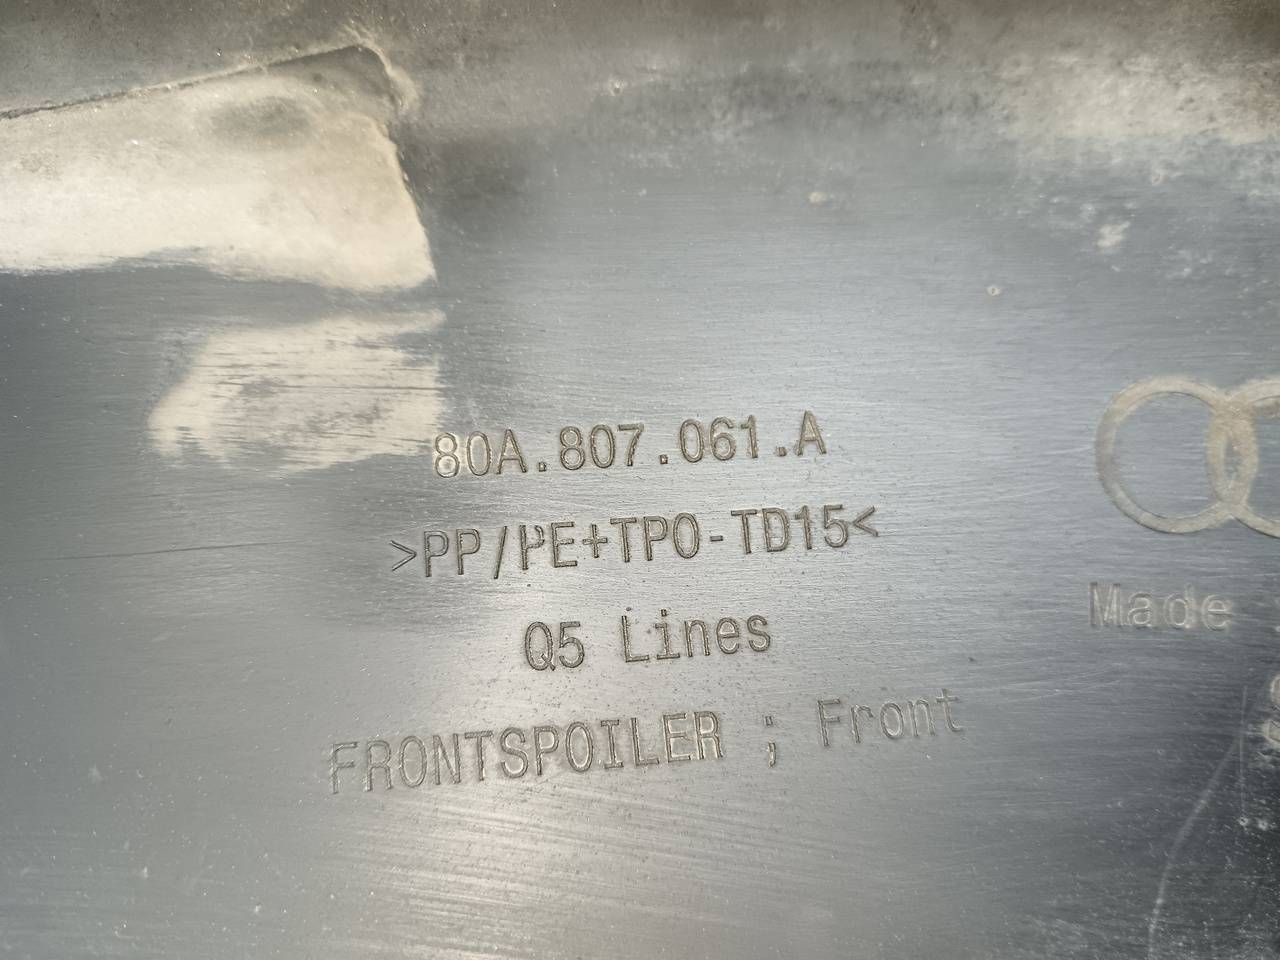 80A.807.061.A
>PP/PE+TPO-TD15<
Q5 Lines
FRONTSPOILER ; Front
Made